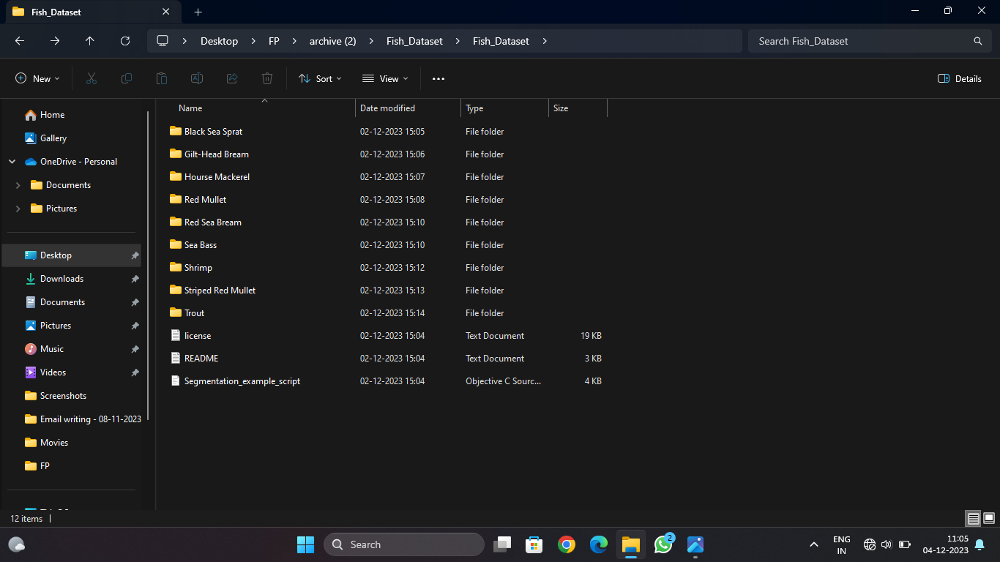 Fish_Dataset
Desktop FP archive (2) Fish_Dataset Fish_Dataset
Search Fish_Dataset
New Sort View Details
Home
Gallery
OneDrive - Personal
Documents
Pictures
Desktop
Downloads
Documents
Pictures
Music
Videos
Screenshots
Email writing - 08-11-2023
Movies
FP
Name Date modified Type Size
Black Sea Sprat 02-12-2023 15:05 File folder
Gilt-Head Bream 02-12-2023 15:06 File folder
Hourse Mackerel 02-12-2023 15:07 File folder
Red Mullet 02-12-2023 15:08 File folder
Red Sea Bream 02-12-2023 15:10 File folder
Sea Bass 02-12-2023 15:10 File folder
Shrimp 02-12-2023 15:12 File folder
Striped Red Mullet 02-12-2023 15:13 File folder
Trout 02-12-2023 15:14 File folder
license 02-12-2023 15:04 Text Document 19 KB
README 02-12-2023 15:04 Text Document 3 KB
Segmentation_example_script 02-12-2023 15:04 Objective C Sourc... 4 KB
12 items
Search
2
ENG
IN
11:05
04-12-2023